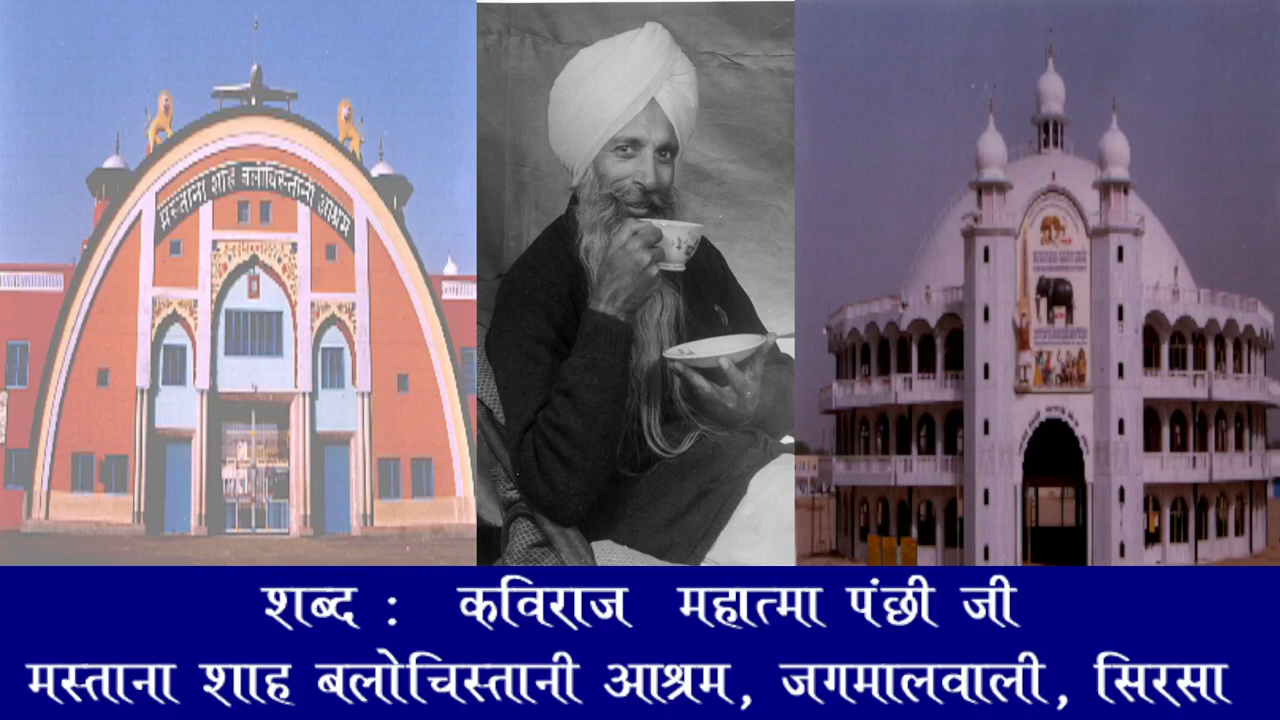 मस्ताना शाह बलोचिस्तानी आश्रम
शब्द : कविराज महात्मा पंछी जी
मस्ताना शाह बलोचिस्तानी आश्रम, जगमालवाली, सिरसा